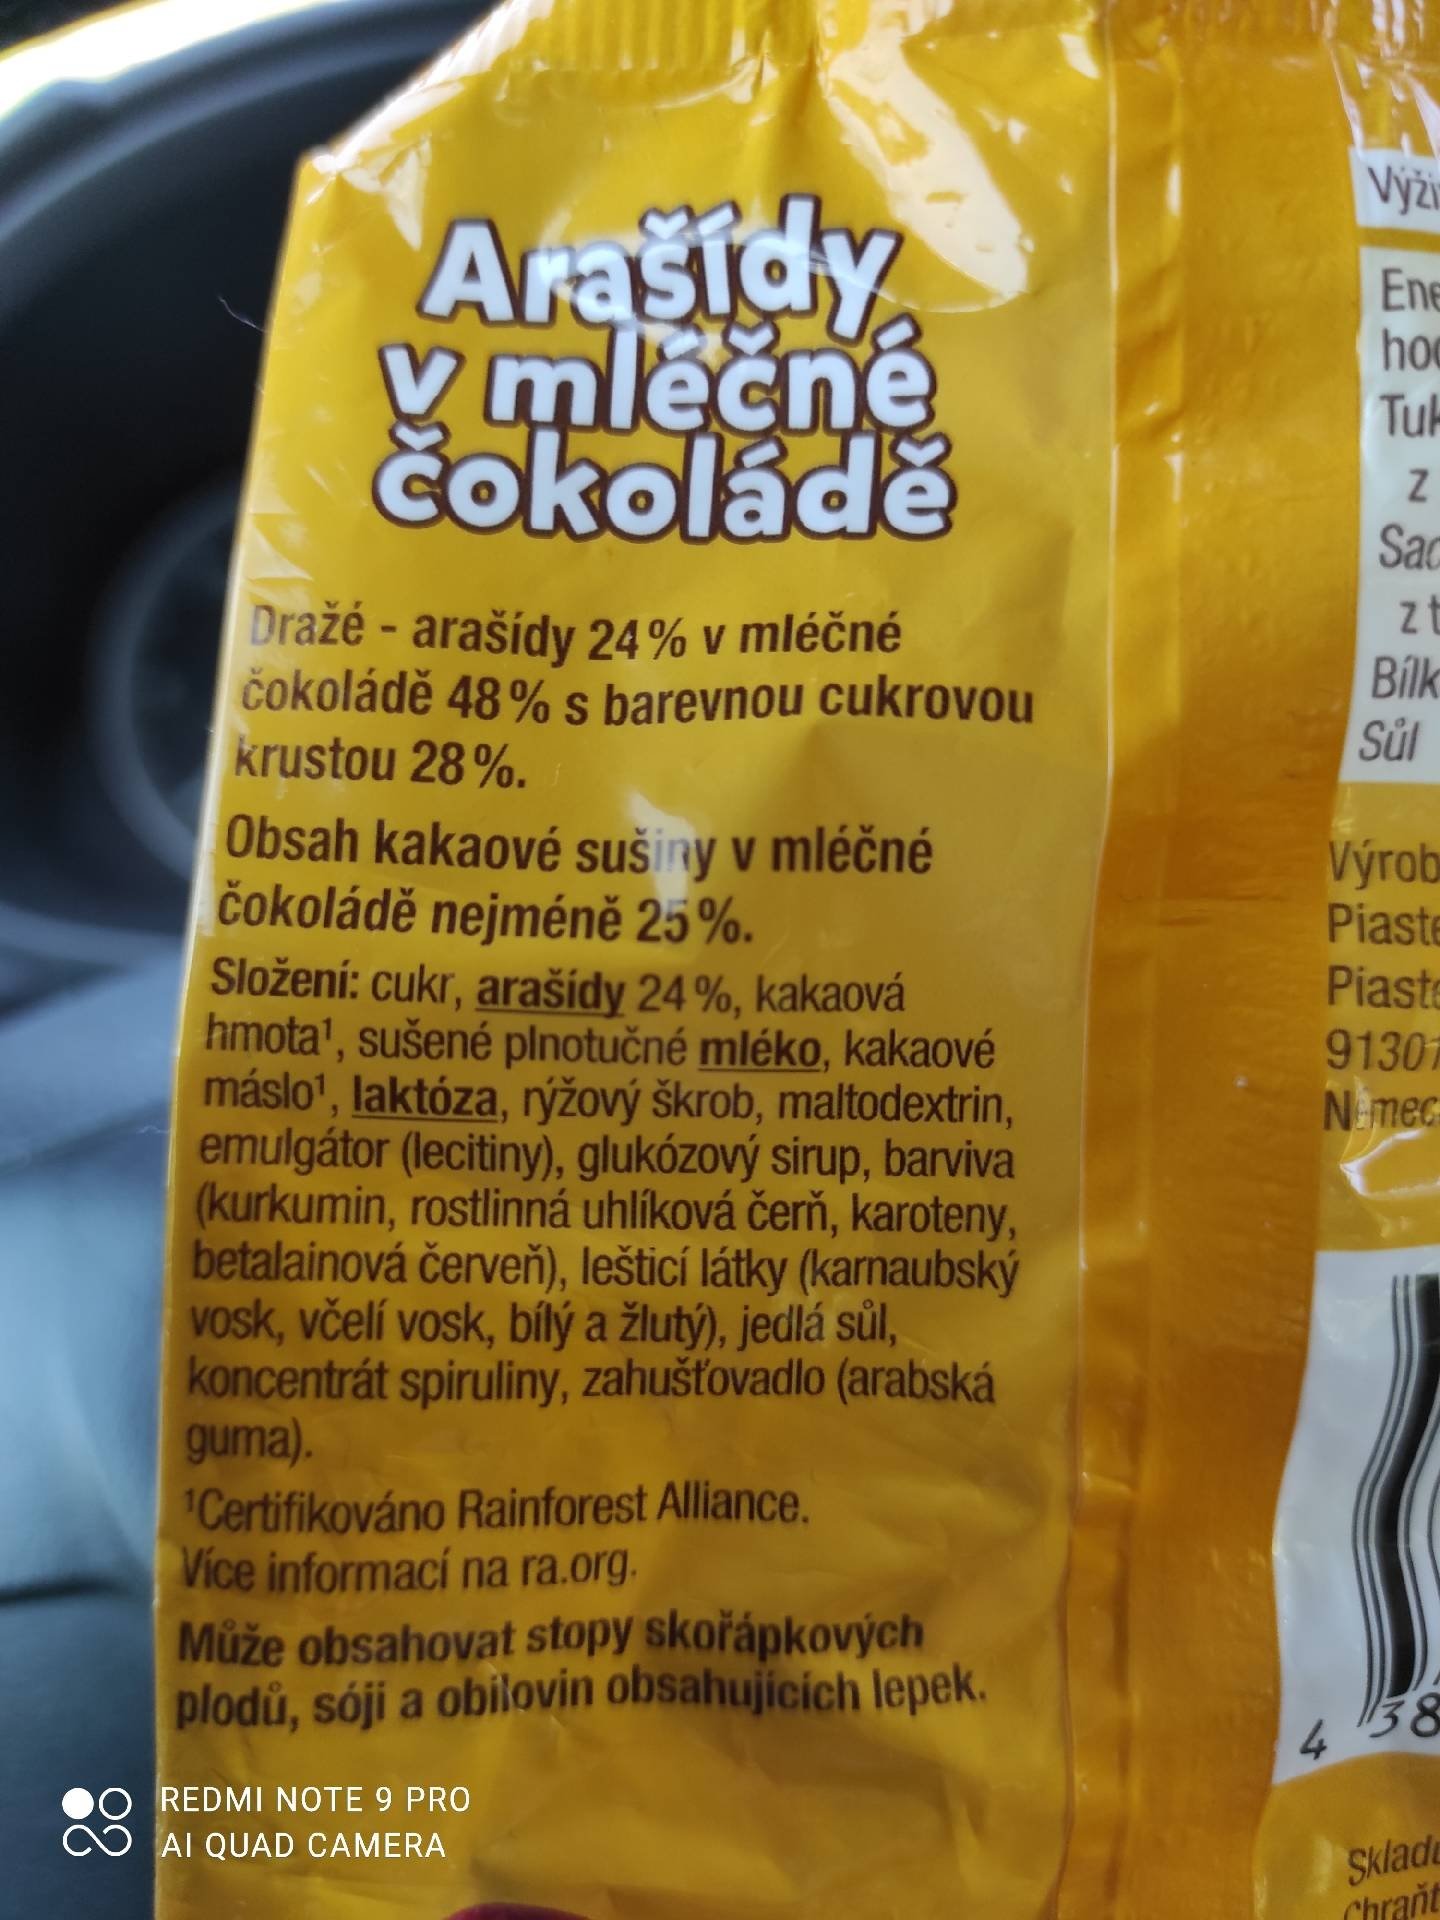 Arašídy
v mléčné
čokoládě
Dražé - arašídy 24% v mléčné
čokoládě 48% s barevnou cukrovou
krustou 28%.
Obsah kakaové sušiny v mléčné
čokoládě nejméně 25%.
Složení: cukr, arašídy 24%, kakaová
hmota¹, sušené plnotučné mléko, kakaové
máslo¹, laktóza, rýžový škrob, maltodextrin,
emulgátor (lecitiny), glukózový sirup, barviva
(kurkumin, rostlinná uhlíková čerň, karoteny,
betalainová červeň), lešticí látky (karnaubský
vosk, včelí vosk, bílý a žlutý), jedlá sůl,
koncentrát spiruliny, zahušťovadlo (arabská
guma).
¹Certifikováno Rainforest Alliance.
Více informací na ra.org.
Může obsahovat stopy skořápkových
plodů, sóji a obilovin obsahujících lepek.
z
Sůl
4
REDMI NOTE 9 PRO
AI QUAD CAMERA